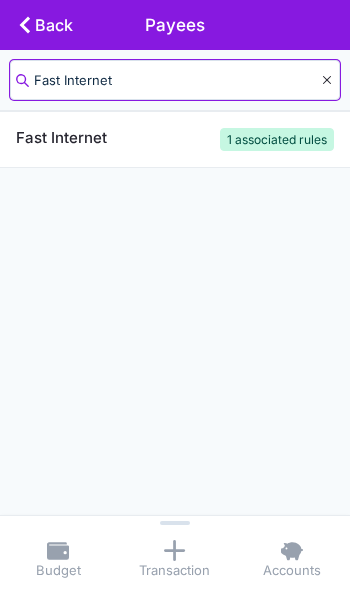 Back
Payees
Fast Internet
Fast Internet
1 associated rules
Budget
Transaction
Accounts